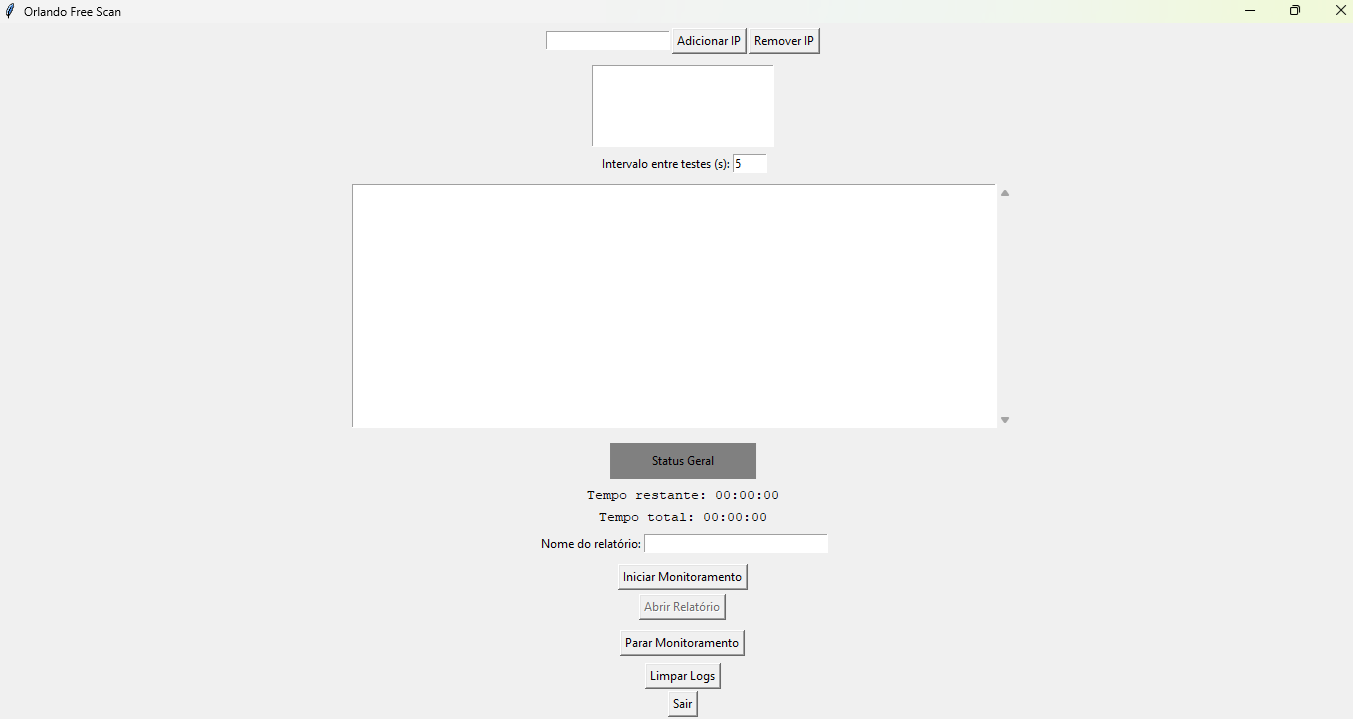 Orlando Free Scan
Adicionar IP Remover IP
Intervalo entre testes (s): 5
Status Geral
Tempo restante: 00:00:00
Tempo total: 00:00:00
Nome do relatório:
Iniciar Monitoramento
Abrir Relatório
Parar Monitoramento
Limpar Logs
Sair